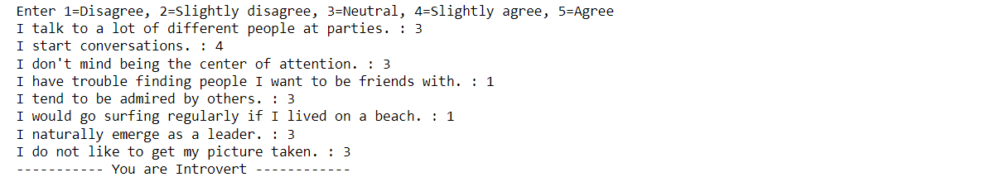 Enter 1=Disagree, 2=Slightly disagree, 3=Neutral, 4=Slightly agree, 5=Agree
I talk to a lot of different people at parties. : 3
I start conversations. : 4
I don't mind being the center of attention. : 3
I have trouble finding people I want to be friends with. : 1
I tend to be admired by others. : 3
I would go surfing regularly if I lived on a beach. : 1
I naturally emerge as a leader. : 3
I do not like to get my picture taken. : 3
----------- You are Introvert ------------